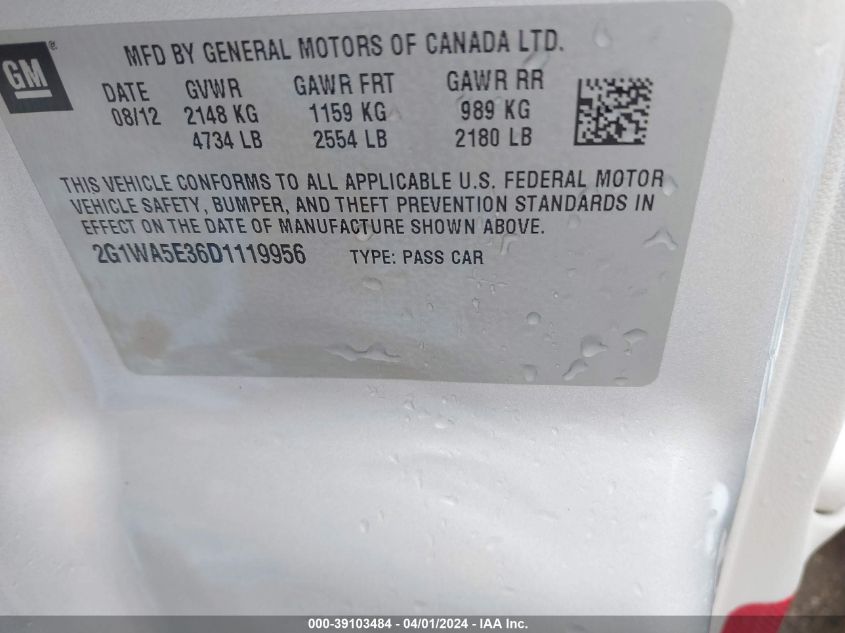 GM®
MFD BY GENERAL MOTORS OF CANADA LTD.
DATE GVWR GAWR FRT GAWR RR
08/12 2148 KG 1159 KG 989 KG
4734 LB 2554 LB 2180 LB
THIS VEHICLE CONFORMS TO ALL APPLICABLE U.S. FEDERAL MOTOR
VEHICLE SAFETY, BUMPER, AND THEFT PREVENTION STANDARDS IN
EFFECT ON THE DATE OF MANUFACTURE SHOWN ABOVE.
2G1WA5E36D1119956 TYPE: PASS CAR
000-39103484 - 04/01/2024 - IAA Inc.